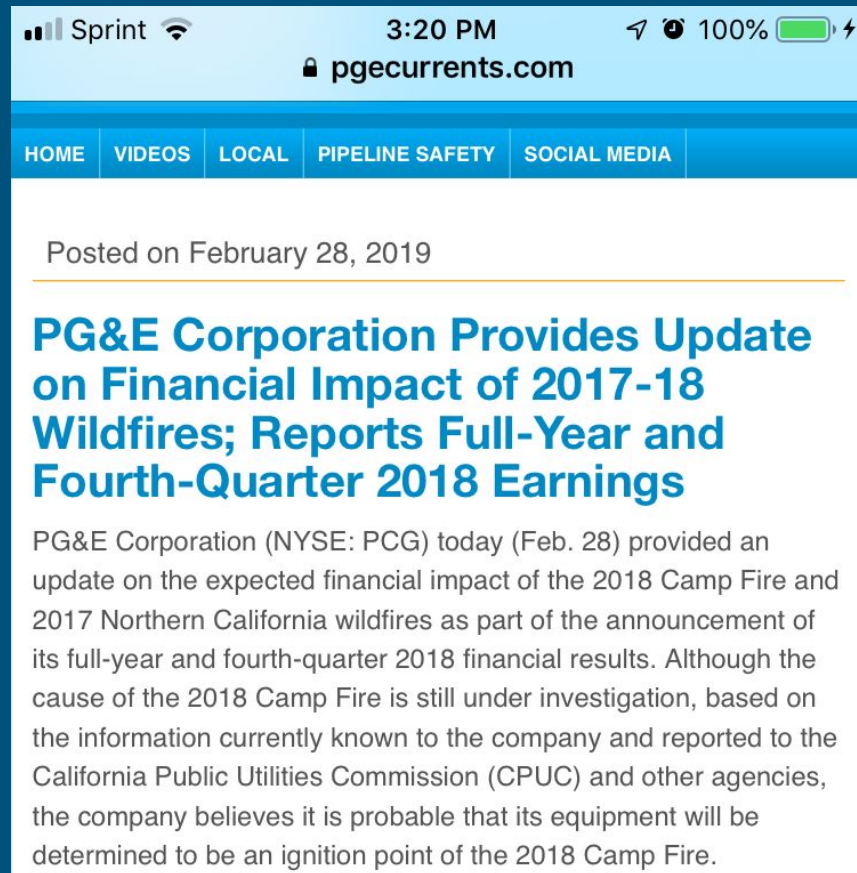 Sprint 3:20 PM 100%
pgecurrents.com
HOME VIDEOS LOCAL PIPELINE SAFETY SOCIAL MEDIA
Posted on February 28, 2019
PG&E Corporation Provides Update
on Financial Impact of 2017-18
Wildfires; Reports Full-Year and
Fourth-Quarter 2018 Earnings
PG&E Corporation (NYSE: PCG) today (Feb. 28) provided an
update on the expected financial impact of the 2018 Camp Fire and
2017 Northern California wildfires as part of the announcement of
its full-year and fourth-quarter 2018 financial results. Although the
cause of the 2018 Camp Fire is still under investigation, based on
the information currently known to the company and reported to the
California Public Utilities Commission (CPUC) and other agencies,
the company believes it is probable that its equipment will be
determined to be an ignition point of the 2018 Camp Fire.